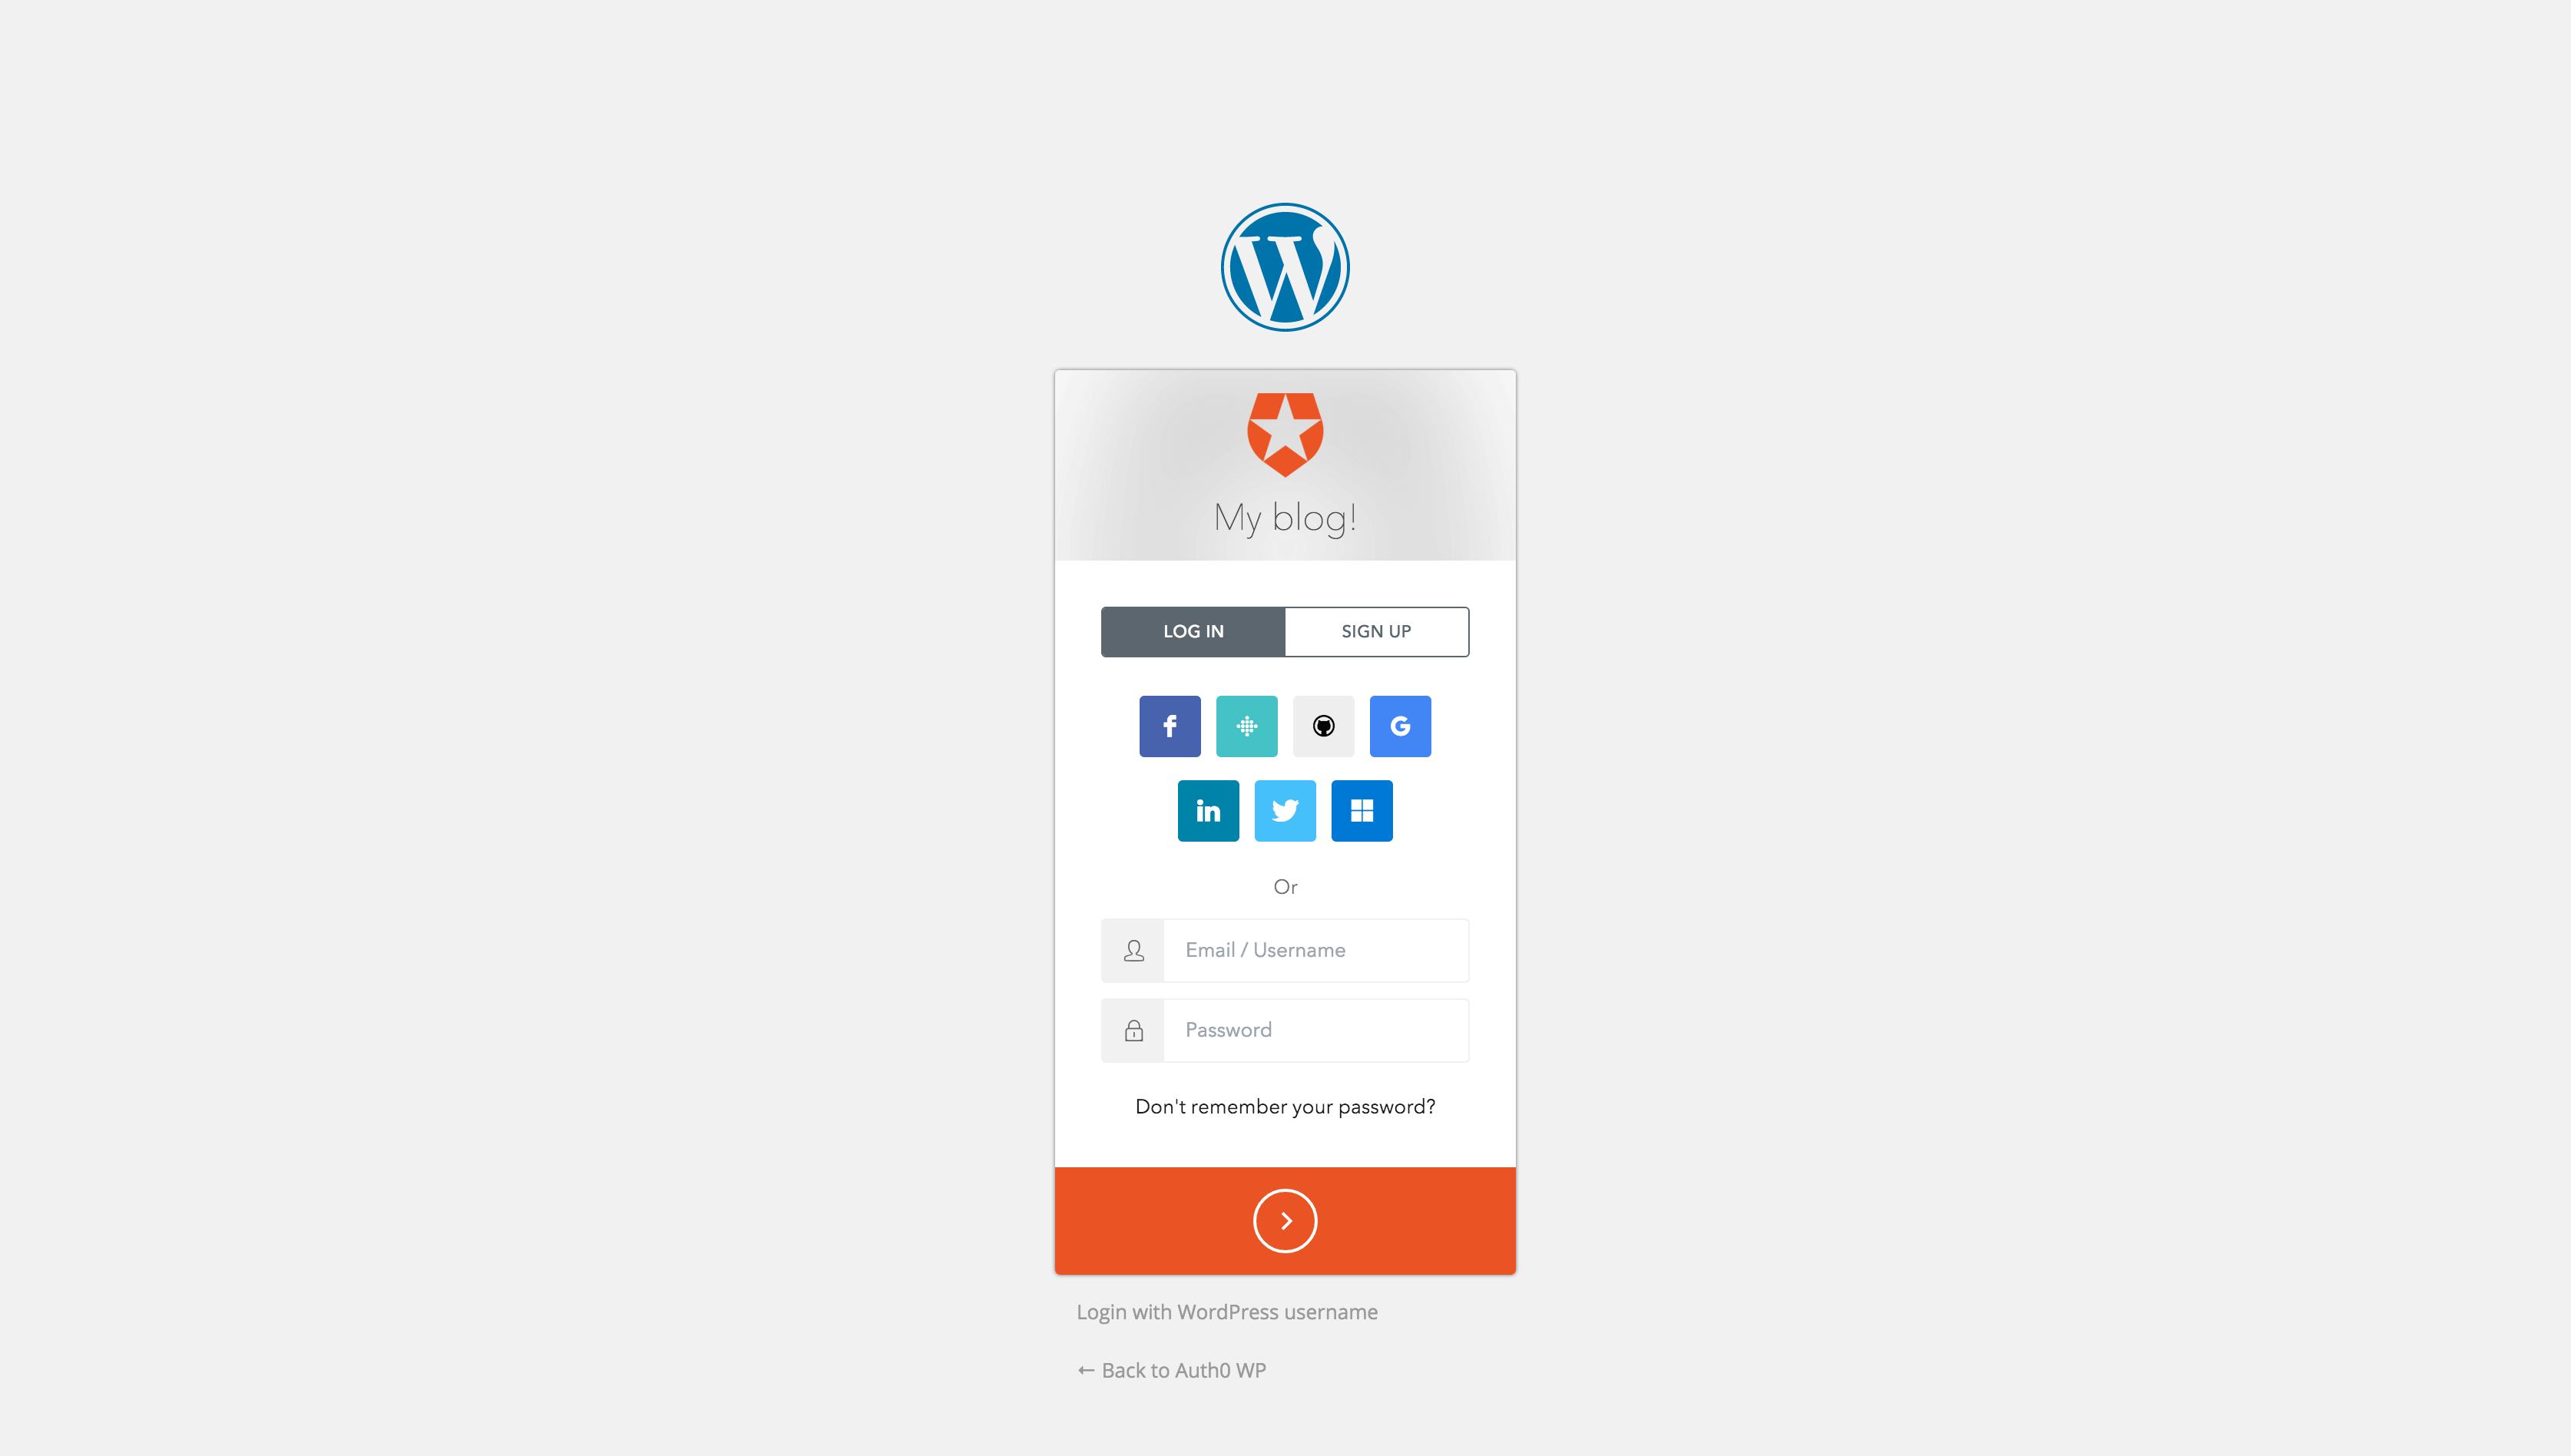 My blog!
LOG IN
SIGN UP
Or
Email / Username
Password
Don't remember your password?
Login with WordPress username
← Back to Auth0 WP